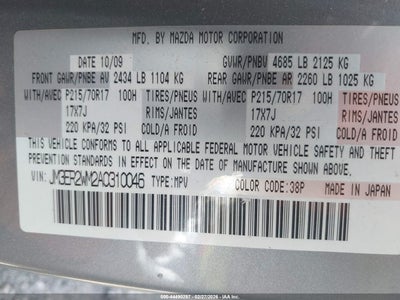 MFD. BY MAZDA MOTOR CORPORATION
DATE 10/09 GVWR/PNBV 4685 LB 2125 KG
FRONT GAWR/PNBE AV 2434 LB 1104 KG REAR GAWR/PNBE AR 2260 LB 1025 KG
WITH/AVEC P215/70R17 100H TIRES/PNEUS WITH/AVEC P215/70R17 100H TIRES/PNEUS
17X7J RIMS/JANTES 17X7J RIMS/JANTES
220 KPA/32 PSI COLD/A FROID 220 KPA/32 PSI COLD/A FROID
THIS VEHICLE CONFORMS TO ALL APPLICABLE FEDERAL MOTOR VEHICLE SAFETY AND THEFT
PREVENTION STANDARDS IN EFFECT ON THE DATE OF MANUFACTURE SHOWN ABOVE.
VIN: JM3ER2WM2A0310046 TYPE:MPV COLOR CODE:38P MADE IN JAPAN